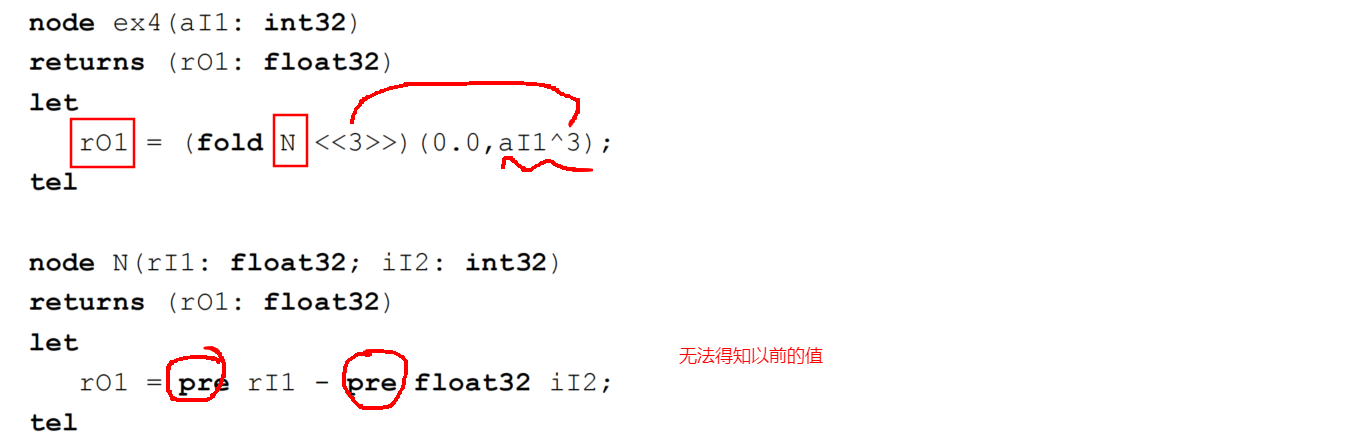 node ex4(aI1: int32)
returns (rO1: float32)
let
rO1 = (fold N <<3>>)(0.0,aI1^3);
tel
node N(rI1: float32; iI2: int32)
returns (rO1: float32)
let
无法得知以前的值
rO1 = pre rI1 - pre float32 iI2;
tel